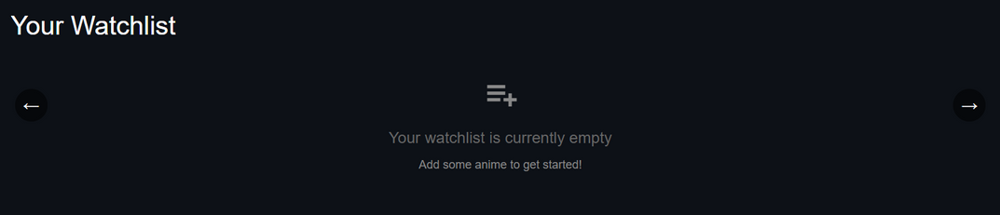 Your Watchlist
← →
Your watchlist is currently empty
Add some anime to get started!